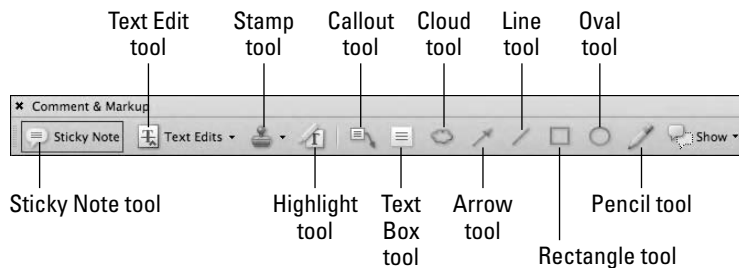 Text Edit Stamp Callout Cloud Line Oval
tool tool tool tool tool tool
Comment & Markup
Sticky Note Text Edits Show
Sticky Note tool Highlight Text Arrow Pencil tool
tool Box tool
tool Rectangle tool